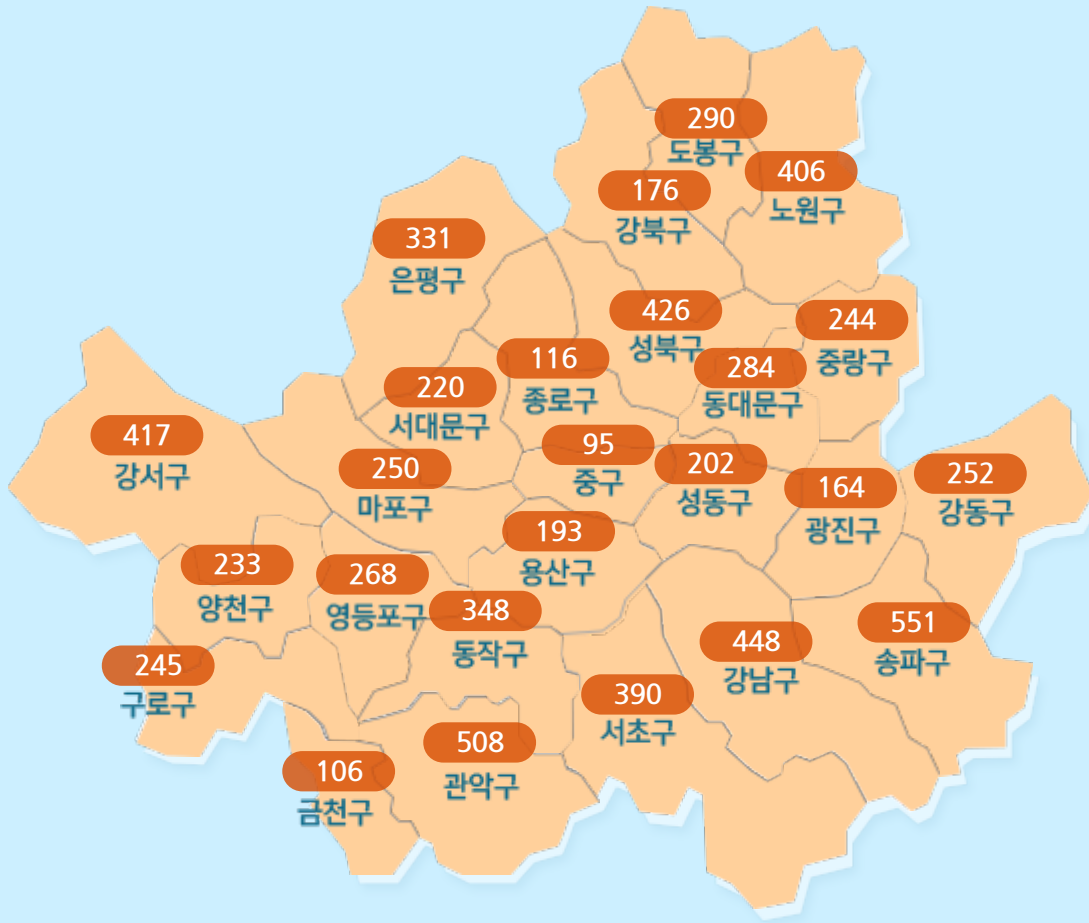 290
도봉구
406
노원구
176
강북구
331
은평구
426
성북구
244
중랑구
116
종로구
284
동대문구
220
서대문구
417
강서구
95
중구
202
성동구
250
마포구
164
광진구
252
강동구
193
용산구
233
양천구
268
영등포구
348
동작구
551
송파구
448
강남구
245
구로구
390
서초구
508
관악구
106
금천구